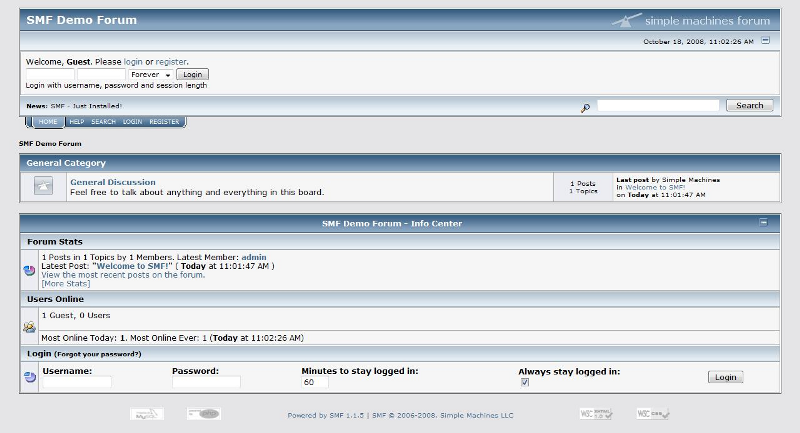 SMF Demo Forum
simple machines forum
October 18, 2008, 11:02:26 AM
Welcome, Guest. Please login or register.
Forever Login
Login with username, password and session length
News: SMF - Just Installed!
Search
HOME HELP SEARCH LOGIN REGISTER
SMF Demo Forum
General Category
General Discussion
Feel free to talk about anything and everything in this board.
1 Posts
1 Topics
Last post by Simple Machines
in Welcome to SMF!
on Today at 11:01:47 AM
SMF Demo Forum - Info Center
Forum Stats
1 Posts in 1 Topics by 1 Members. Latest Member: admin
Latest Post: "Welcome to SMF!" ( Today at 11:01:47 AM )
View the most recent posts on the forum.
[More Stats]
Users Online
1 Guest, 0 Users
Most Online Today: 1. Most Online Ever: 1 (Today at 11:02:26 AM)
Login (Forgot your password?)
Username: Password: Minutes to stay logged in: Always stay logged in:
60 Login
Powered by SMF 1.1.5 | SMF © 2006-2008, Simple Machines LLC